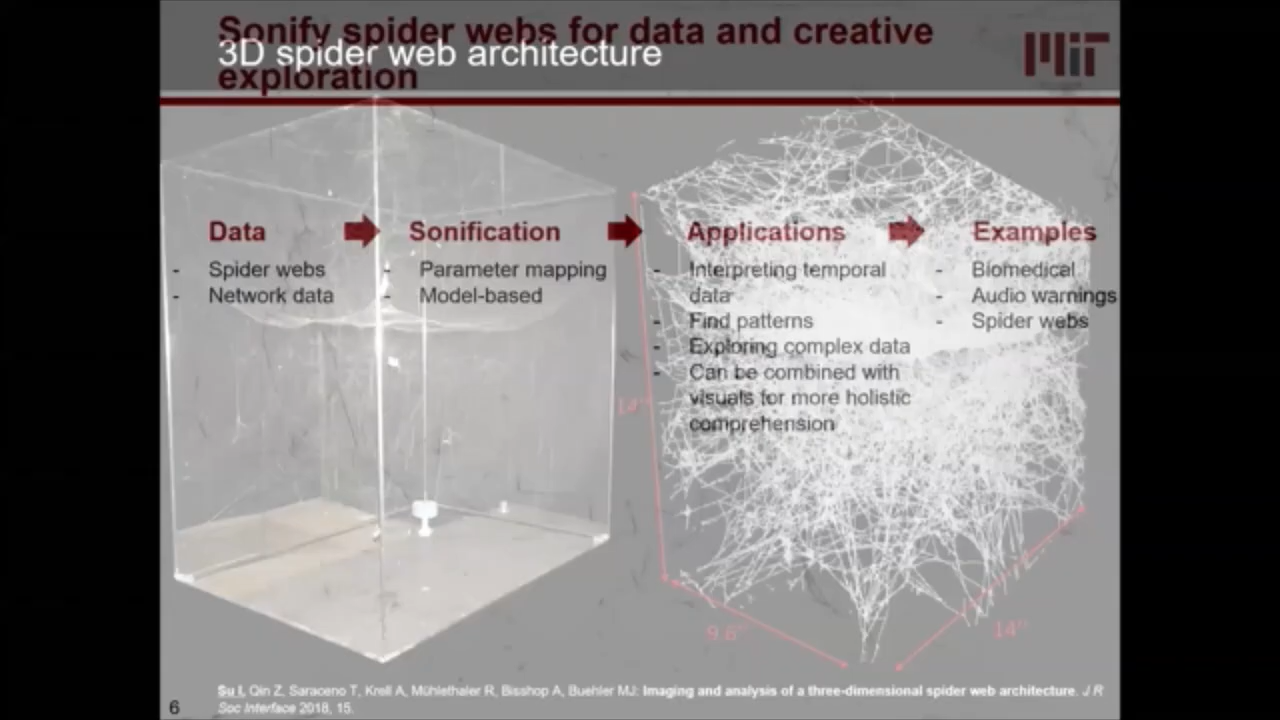 Sonify spider webs for data and creative
3D spider web architecture
exploration
MIT
Data
Sonification
Applications
Examples
- Spider webs
- Network data
- Parameter mapping
- Model-based
- Interpreting temporal
data
- Find patterns
- Exploring complex data
- Can be combined with
visuals for more holistic
comprehension
- Biomedical
- Audio warnings
- Spider webs
14"
9.6"
14"
Su I, Qin Z, Saraceno T, Krell A, Mühlethaler R, Bisshop A, Buehler MJ: Imaging and analysis of a three-dimensional spider web architecture. J R
Soc Interface 2018, 15.
6